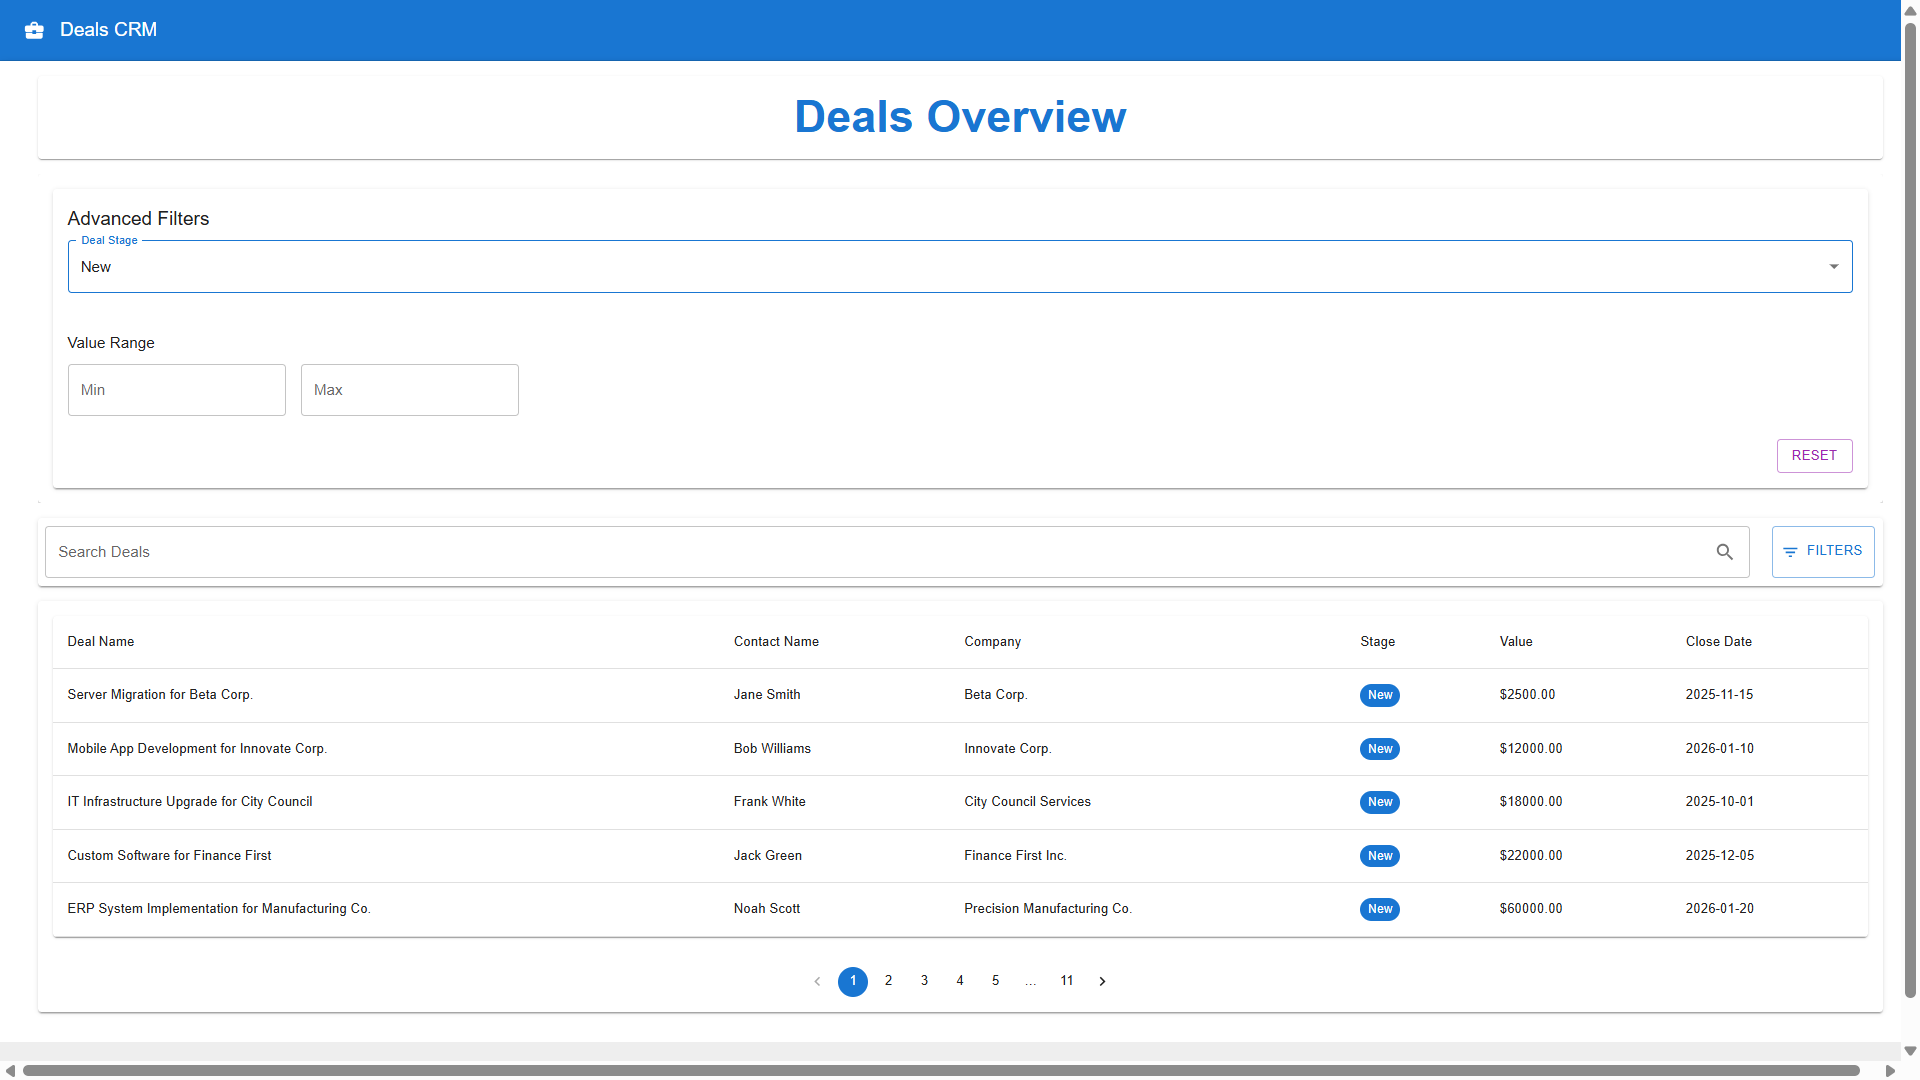 Deals CRM
Deals Overview
Advanced Filters
Deal Stage
New
Value Range
Min Max
RESET
Search Deals FILTERS
Deal Name Contact Name Company Stage Value Close Date
Server Migration for Beta Corp. Jane Smith Beta Corp. New $2500.00 2025-11-15
Mobile App Development for Innovate Corp. Bob Williams Innovate Corp. New $12000.00 2026-01-10
IT Infrastructure Upgrade for City Council Frank White City Council Services New $18000.00 2025-10-01
Custom Software for Finance First Jack Green Finance First Inc. New $22000.00 2025-12-05
ERP System Implementation for Manufacturing Co. Noah Scott Precision Manufacturing Co. New $60000.00 2026-01-20
1 2 3 4 5 ... 11